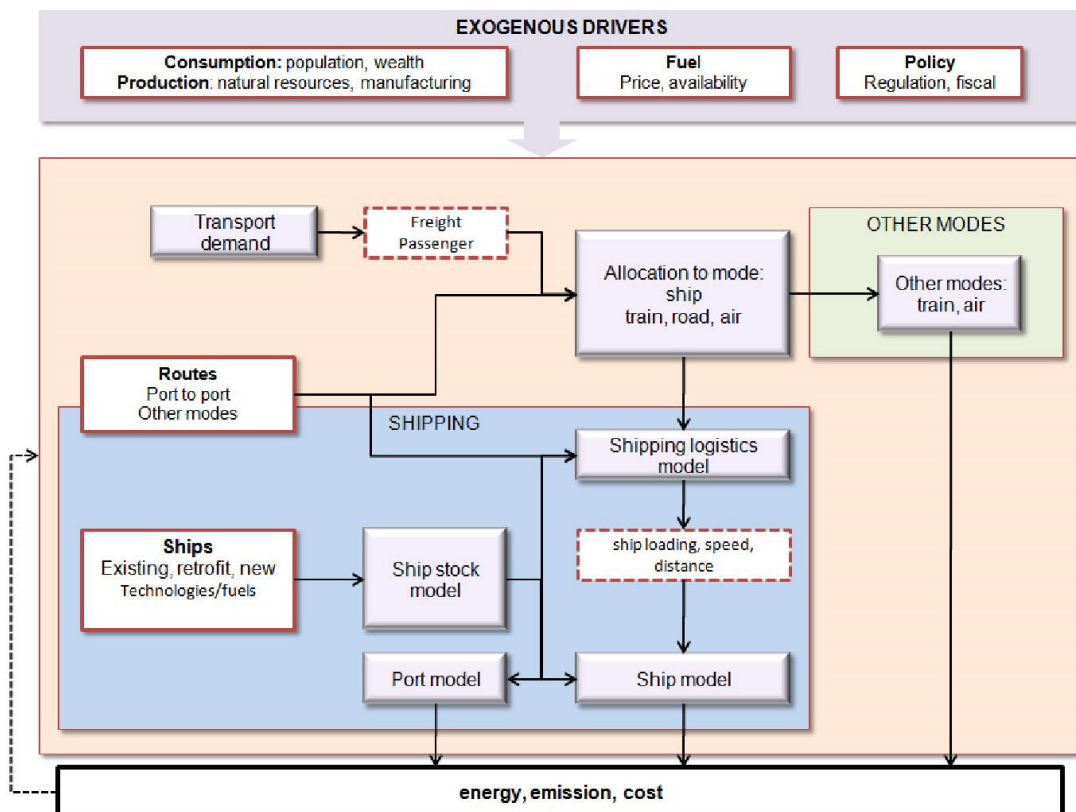 EXOGENOUS DRIVERS
Consumption: population, wealth
Production: natural resources, manufacturing
Fuel
Price, availability
Policy
Regulation, fiscal
Transport
demand
Freight
Passenger
Allocation to mode:
ship
train, road, air
OTHER MODES
Other modes:
train, air
Routes
Port to port
Other modes
SHIPPING
Shipping logistics
model
Ships
Existing, retrofit, new
Technologies/fuels
Ship stock
model
ship loading, speed,
distance
Port model
Ship model
energy, emission, cost